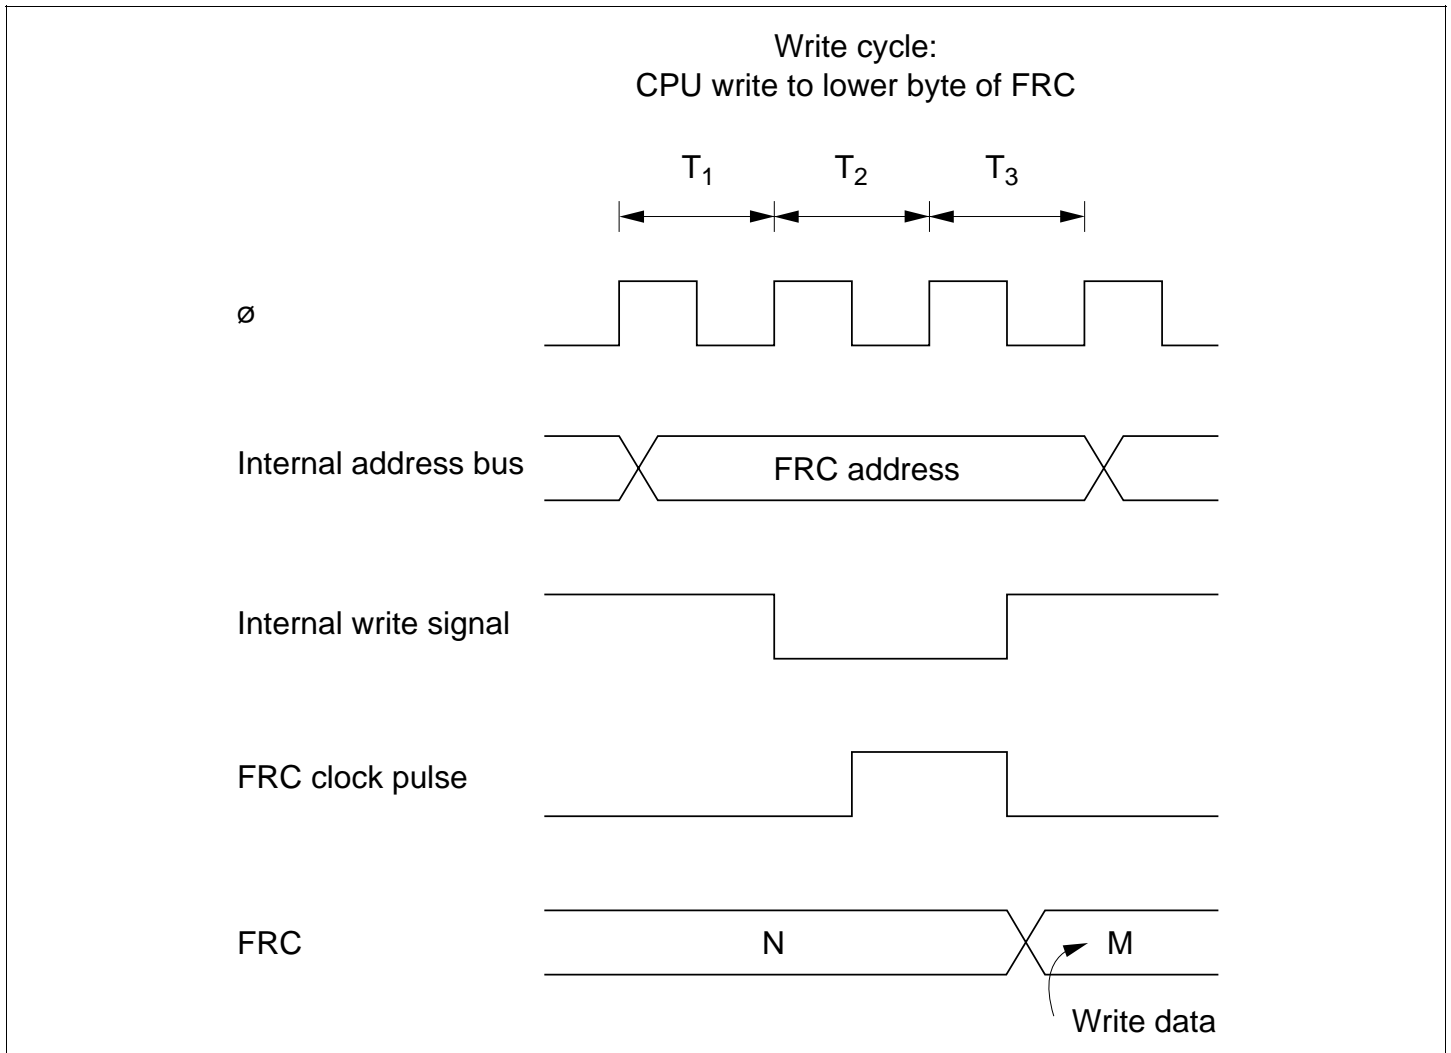 Write cycle:
CPU write to lower byte of FRC
T₁ T₂ T₃
ø
Internal address bus
FRC address
Internal write signal
FRC clock pulse
FRC
N
M
Write data